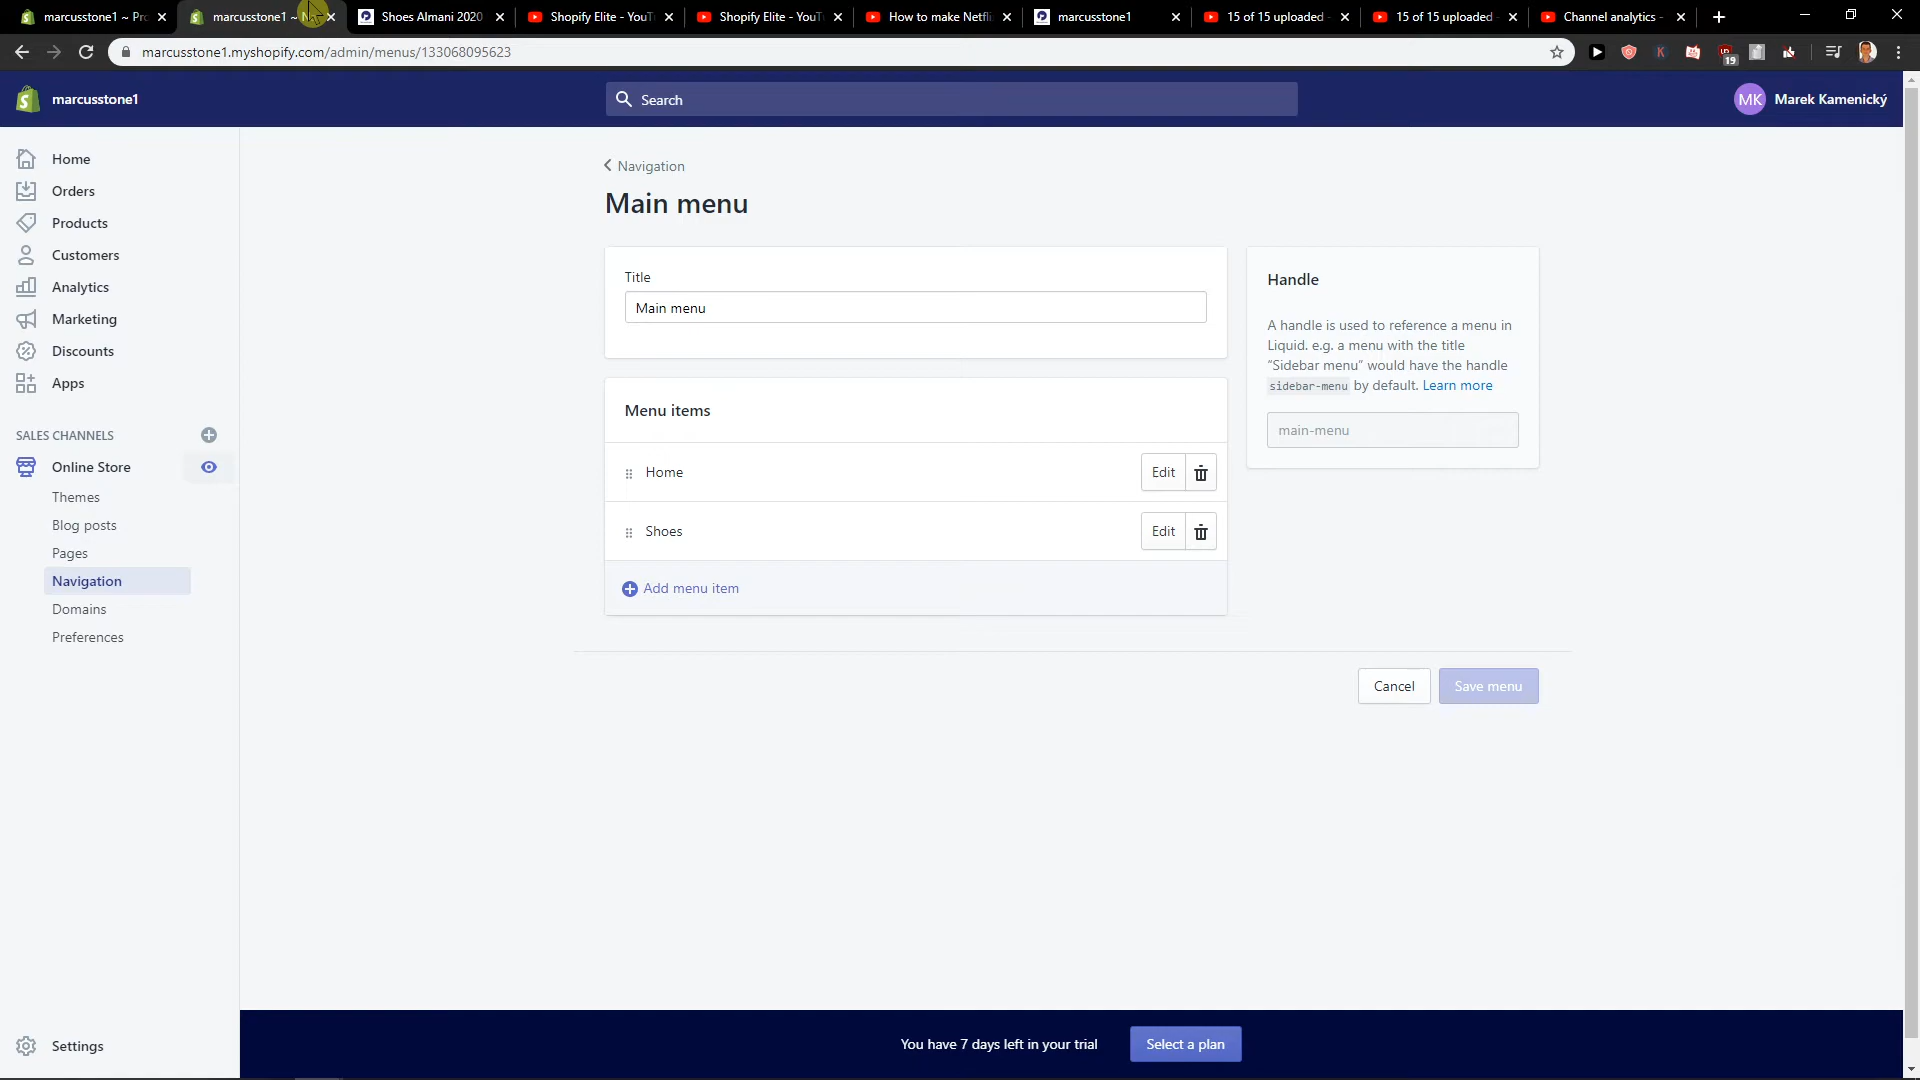 marcusstone1 ~ Pro
marcusstone1 ~ N
Shoes Almani 2020
Shopify Elite - YouTu
Shopify Elite - YouTu
How to make Netfli
marcusstone1
15 of 15 uploaded
15 of 15 uploaded
Channel analytics -
marcusstone1.myshopify.com/admin/menus/133068095623
19
marcusstone1
Search
MK Marek Kamenický
Home
Orders
Products
Customers
Analytics
Marketing
Discounts
Apps
SALES CHANNELS
Online Store
Themes
Blog posts
Pages
Navigation
Domains
Preferences
Settings
Navigation
Main menu
Title
Main menu
Menu items
Home Edit
Shoes Edit
Add menu item
Handle
A handle is used to reference a menu in
Liquid. e.g. a menu with the title
“Sidebar menu” would have the handle
sidebar-menu by default. Learn more
main-menu
Cancel Save menu
You have 7 days left in your trial Select a plan